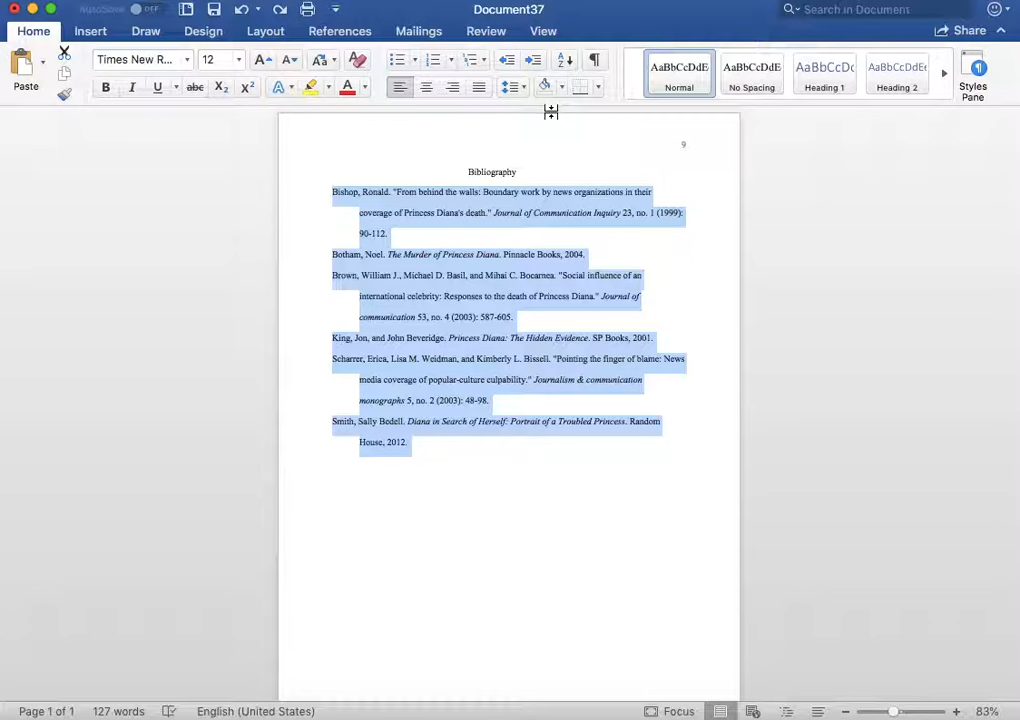 AutoSave OFF
Document37
Search in Document
Home Insert Draw Design Layout References Mailings Review View
Share
Paste
Times New R... 12
AaBbCcDdE AaBbCcDdE AaBbCcDc AaBbCcDdE
Normal No Spacing Heading 1 Heading 2
Styles
Pane
9
Bibliography
Bishop, Ronald. "From behind the walls: Boundary work by news organizations in their
coverage of Princess Diana's death." Journal of Communication Inquiry 23, no. 1 (1999):
90-112.
Botham, Noel. The Murder of Princess Diana. Pinnacle Books, 2004.
Brown, William J., Michael D. Basil, and Mihai C. Bocarnea. "Social influence of an
international celebrity: Responses to the death of Princess Diana." Journal of
communication 53, no. 4 (2003): 587-605.
King, Jon, and John Beveridge. Princess Diana: The Hidden Evidence. SP Books, 2001.
Scharrer, Erica, Lisa M. Weidman, and Kimberly L. Bissell. "Pointing the finger of blame: News
media coverage of popular-culture culpability." Journalism & communication
monographs 5, no. 2 (2003): 48-98.
Smith, Sally Bedell. Diana in Search of Herself: Portrait of a Troubled Princess. Random
House, 2012.
Page 1 of 1 127 words English (United States) Focus 83%